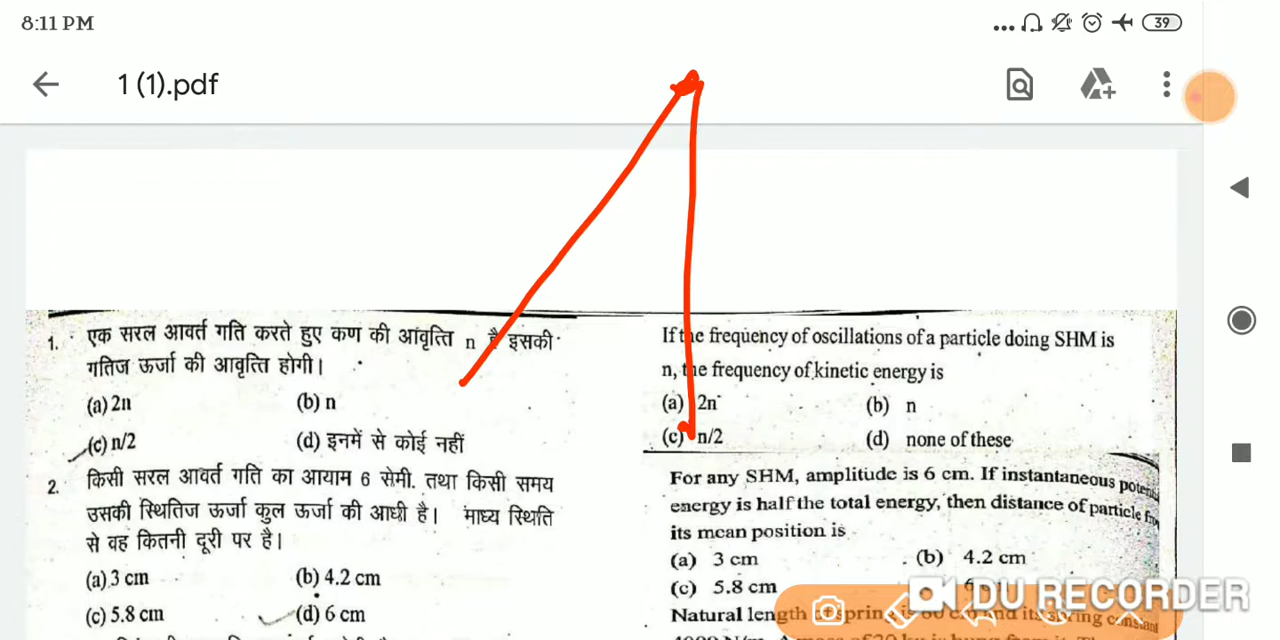 8:11 PM
39
1 (1).pdf
1. एक सरल आवर्त गति करते हुए कण की आवृत्ति n है इसकी
गतिज ऊर्जा की आवृत्ति होगी।
(a) 2n (b) n
(c) n/2 (d) इनमें से कोई नहीं
2. किसी सरल आवर्त गति का आयाम 6 सेमी. तथा किसी समय
उसकी स्थितिज ऊर्जा कुल ऊर्जा की आधी है। माध्य स्थिति
से वह कितनी दूरी पर है।
(a) 3 cm (b) 4.2 cm
(c) 5.8 cm (d) 6 cm
If the frequency of oscillations of a particle doing SHM is
n, the frequency of kinetic energy is
(a) 2n (b) n
(c) n/2 (d) none of these
For any SHM, amplitude is 6 cm. If instantaneous
energy is half the total energy, then distance of particle
its mean position is
(a) 3 cm (b) 4.2 cm
(c) 5.8 cm
DU RECORDER
Natural length of spring is and its spring constant